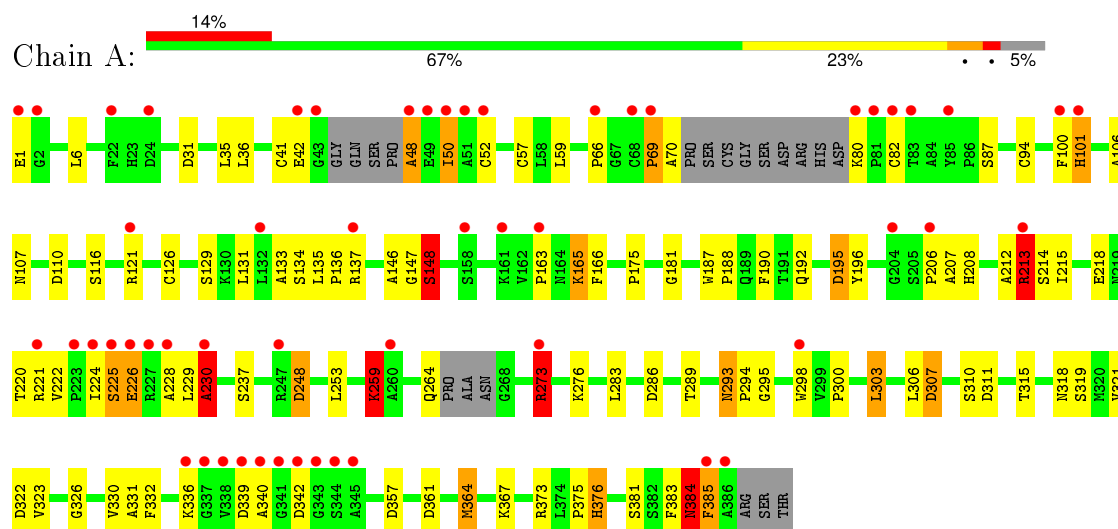 14%
Chain A:
67% 23% • • 5%
E1 G2 L6 F22 H23 D24 D31 L35 L36 C41 E42 G43 GLY GLN SER PRO A48 E49 I50 A51 C52 C57 L58 L59 P66 G67 C68 P69 A70 PRO SER CYS GLY SER ASP ARG HIS ASP K80 P81 G82 T83 A84 Y85 P86 S87 C94 F100 H101 A106
N107 D110 S116 R121 C126 S129 K130 L131 L132 A133 S134 L135 P136 R137 A146 G147 S148 S158 K161 V162 P163 N164 K165 F166 P175 G181 W187 P188 Q189 F190 T191 Q192 D195 Y196 G204 S205 P206 A207 H208 A212 R213 S214 I215 E218
T220 R221 V222 P223 I224 S225 E226 R227 A228 L229 A230 S237 R247 D248 L253 K259 A260 Q264 PRO ALA ASN G268 R273 K276 L283 D286 T289 N293 P294 G295 W298 V299 P300 L303 L306 D307 S310 D311 T315 N318 S319 M320 V321
D322 V323 G326 V330 A331 F332 K336 G337 V338 D339 A340 G341 D342 G343 S344 A345 D357 D361 M364 K367 R373 L374 P375 H376 S381 S382 F383 N384 F385 A386 ARG SER THR